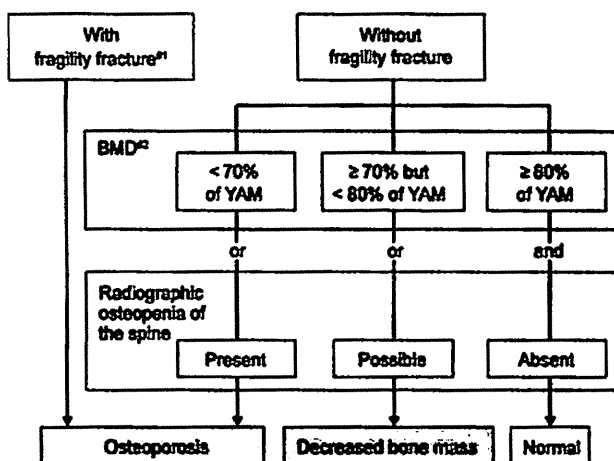 With
fragility fracture#1
Without
fragility fracture
BMD#2
< 70%
of YAM
≥ 70% but
< 80% of YAM
≥ 80%
of YAM
or
or
and
Radiographic
osteopenia of
the spine
Present
Possible
Absent
Osteoporosis
Decreased bone mass
Normal